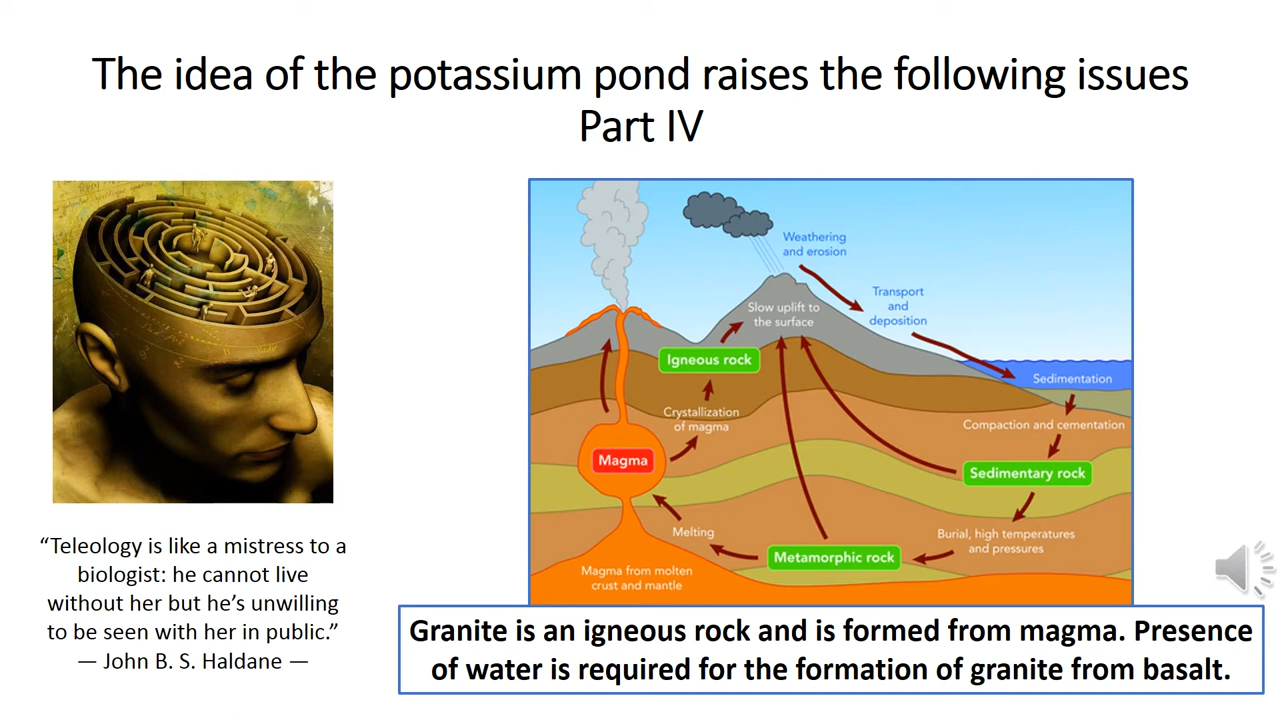 The idea of the potassium pond raises the following issues
Part IV
Weathering
and erosion
Transport
and
deposition
Slow uplift to
the surface
Igneous rock
Sedimentation
Crystallization
of magma
Compaction and cementation
Magma
Sedimentary rock
Melting
Burial, high temperatures
and pressures
Metamorphic rock
Magma from molten
crust and mantle
“Teleology is like a mistress to a
biologist: he cannot live
without her but he’s unwilling
to be seen with her in public.”
— John B. S. Haldane —
Granite is an igneous rock and is formed from magma. Presence
of water is required for the formation of granite from basalt.